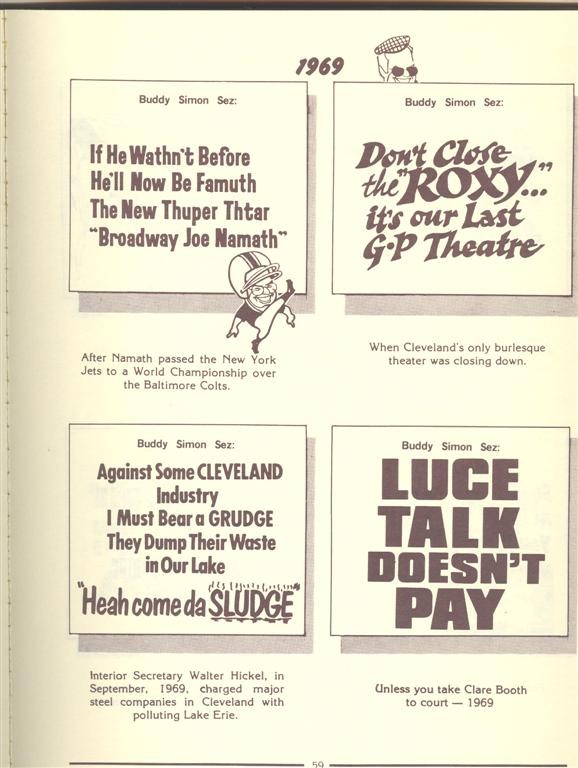 1969
Buddy Simon Sez:
If He Wathn't Before
He'll Now Be Famuth
The New Thuper Thtar
"Broadway Joe Namath"
After Namath passed the New York
Jets to a World Championship over
the Baltimore Colts.
Buddy Simon Sez:
Don't Close
the "ROXY..."
it's our Last
G•P Theatre
When Cleveland's only burlesque
theater was closing down.
Buddy Simon Sez:
Against Some CLEVELAND
Industry
I Must Bear a GRUDGE
They Dump Their Waste
in Our Lake
"Heah come da SLUDGE"
Interior Secretary Walter Hickel, in
September, 1969, charged major
steel companies in Cleveland with
polluting Lake Erie.
Buddy Simon Sez:
LUCE
TALK
DOESN'T
PAY
Unless you take Clare Booth
to court — 1969
59